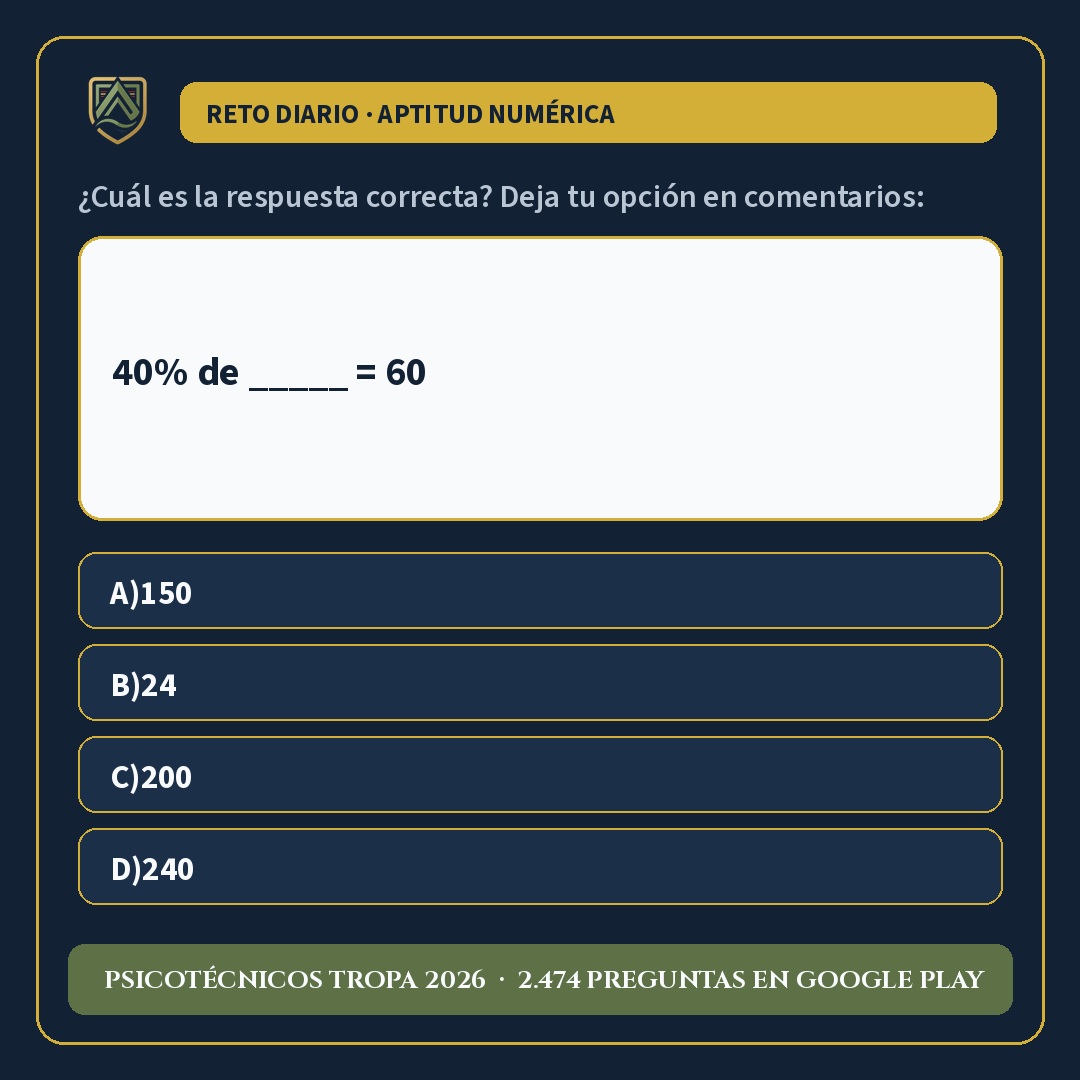 RETO DIARIO · APTITUD NUMÉRICA
¿Cuál es la respuesta correcta? Deja tu opción en comentarios:
40% de _____ = 60
A)150
B)24
C)200
D)240
PSICOTÉCNICOS TROPA 2026 · 2.474 PREGUNTAS EN GOOGLE PLAY